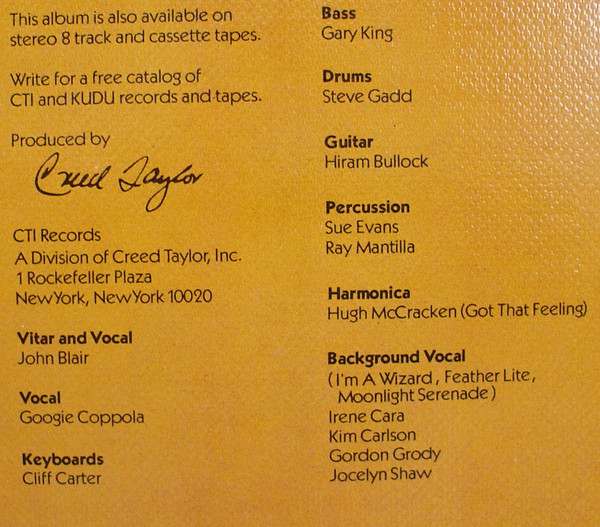 This album is also available on
stereo 8 track and cassette tapes.
Write for a free catalog of
CTI and KUDU records and tapes.
Produced by
Creed Taylor
CTI Records
A Division of Creed Taylor, Inc.
1 Rockefeller Plaza
New York, New York 10020
Vitar and Vocal
John Blair
Vocal
Googie Coppola
Keyboards
Cliff Carter
Bass
Gary King
Drums
Steve Gadd
Guitar
Hiram Bullock
Percussion
Sue Evans
Ray Mantilla
Harmonica
Hugh McCracken (Got That Feeling)
Background Vocal
(I'm A Wizard, Feather Lite,
Moonlight Serenade)
Irene Cara
Kim Carlson
Gordon Grody
Jocelyn Shaw